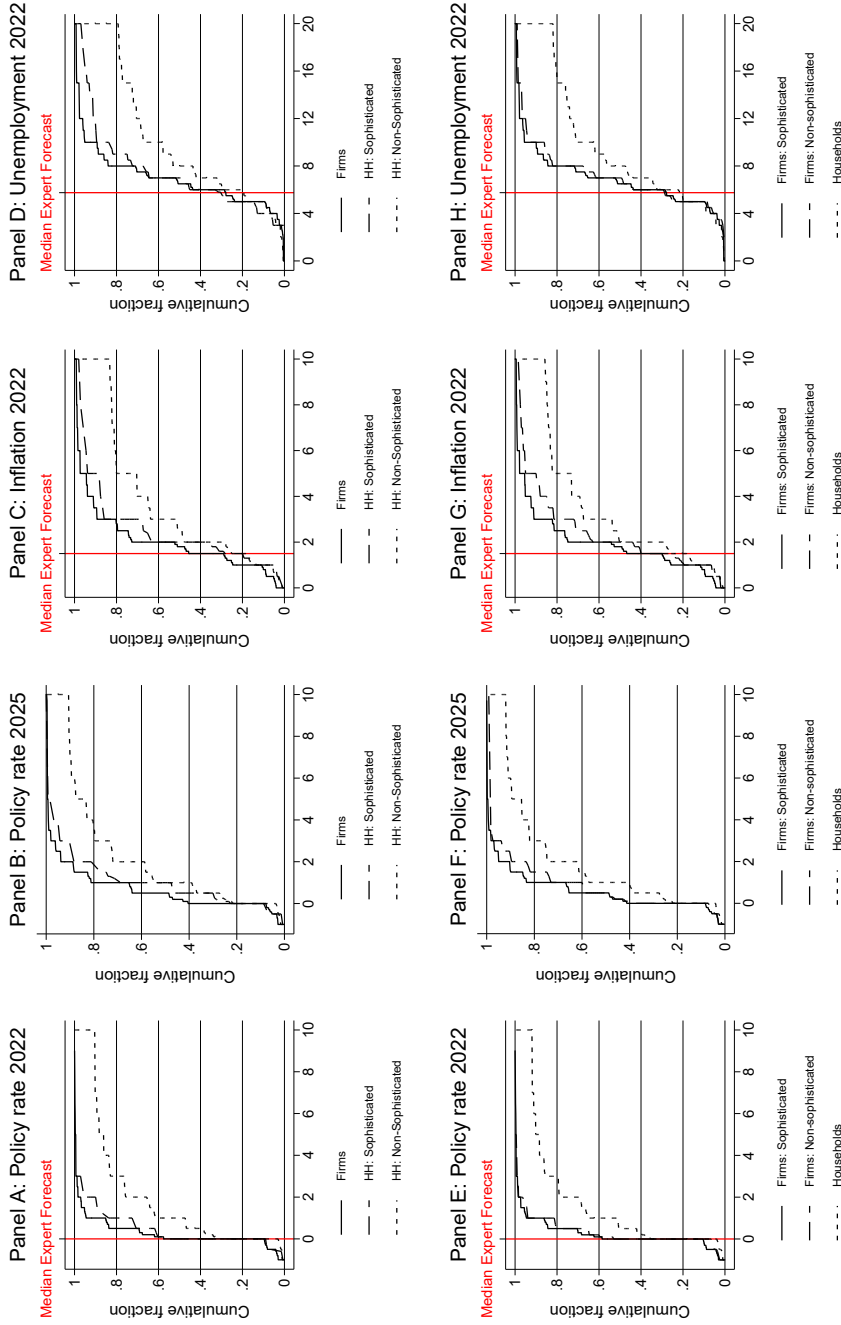 Panel A: Policy rate 2022
Median Expert Forecast
1
.8
.6
.4
.2
0
Cumulative fraction
0 2 4 6 8 10
Firms
HH: Sophisticated
HH: Non-Sophisticated
Panel B: Policy rate 2025
1
.8
.6
.4
.2
0
Cumulative fraction
0 2 4 6 8 10
Firms
HH: Sophisticated
HH: Non-Sophisticated
Panel C: Inflation 2022
Median Expert Forecast
1
.8
.6
.4
.2
0
Cumulative fraction
0 2 4 6 8 10
Firms
HH: Sophisticated
HH: Non-Sophisticated
Panel D: Unemployment 2022
Median Expert Forecast
1
.8
.6
.4
.2
0
Cumulative fraction
0 4 8 12 16 20
Firms
HH: Sophisticated
HH: Non-Sophisticated
Panel E: Policy rate 2022
Median Expert Forecast
1
.8
.6
.4
.2
0
Cumulative fraction
0 2 4 6 8 10
Firms: Sophisticated
Firms: Non-sophisticated
Households
Panel F: Policy rate 2025
1
.8
.6
.4
.2
0
Cumulative fraction
0 2 4 6 8 10
Firms: Sophisticated
Firms: Non-sophisticated
Households
Panel G: Inflation 2022
Median Expert Forecast
1
.8
.6
.4
.2
0
Cumulative fraction
0 2 4 6 8 10
Firms: Sophisticated
Firms: Non-sophisticated
Households
Panel H: Unemployment 2022
Median Expert Forecast
1
.8
.6
.4
.2
0
Cumulative fraction
0 4 8 12 16 20
Firms: Sophisticated
Firms: Non-sophisticated
Households